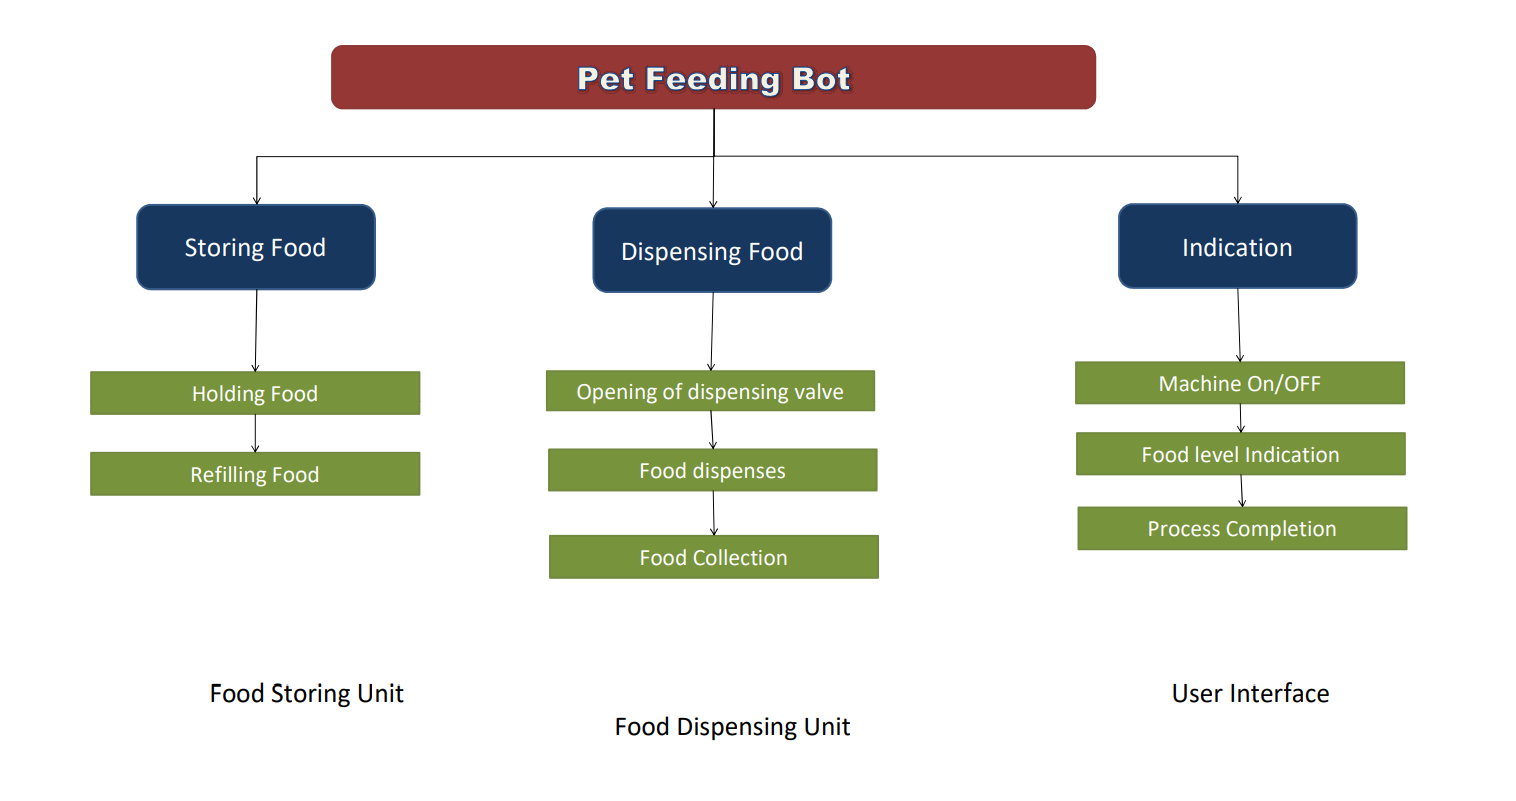 Pet Feeding Bot
Storing Food
Dispensing Food
Indication
Holding Food
Refilling Food
Opening of dispensing valve
Food dispenses
Food Collection
Machine On/OFF
Food level Indication
Process Completion
Food Storing Unit
Food Dispensing Unit
User Interface